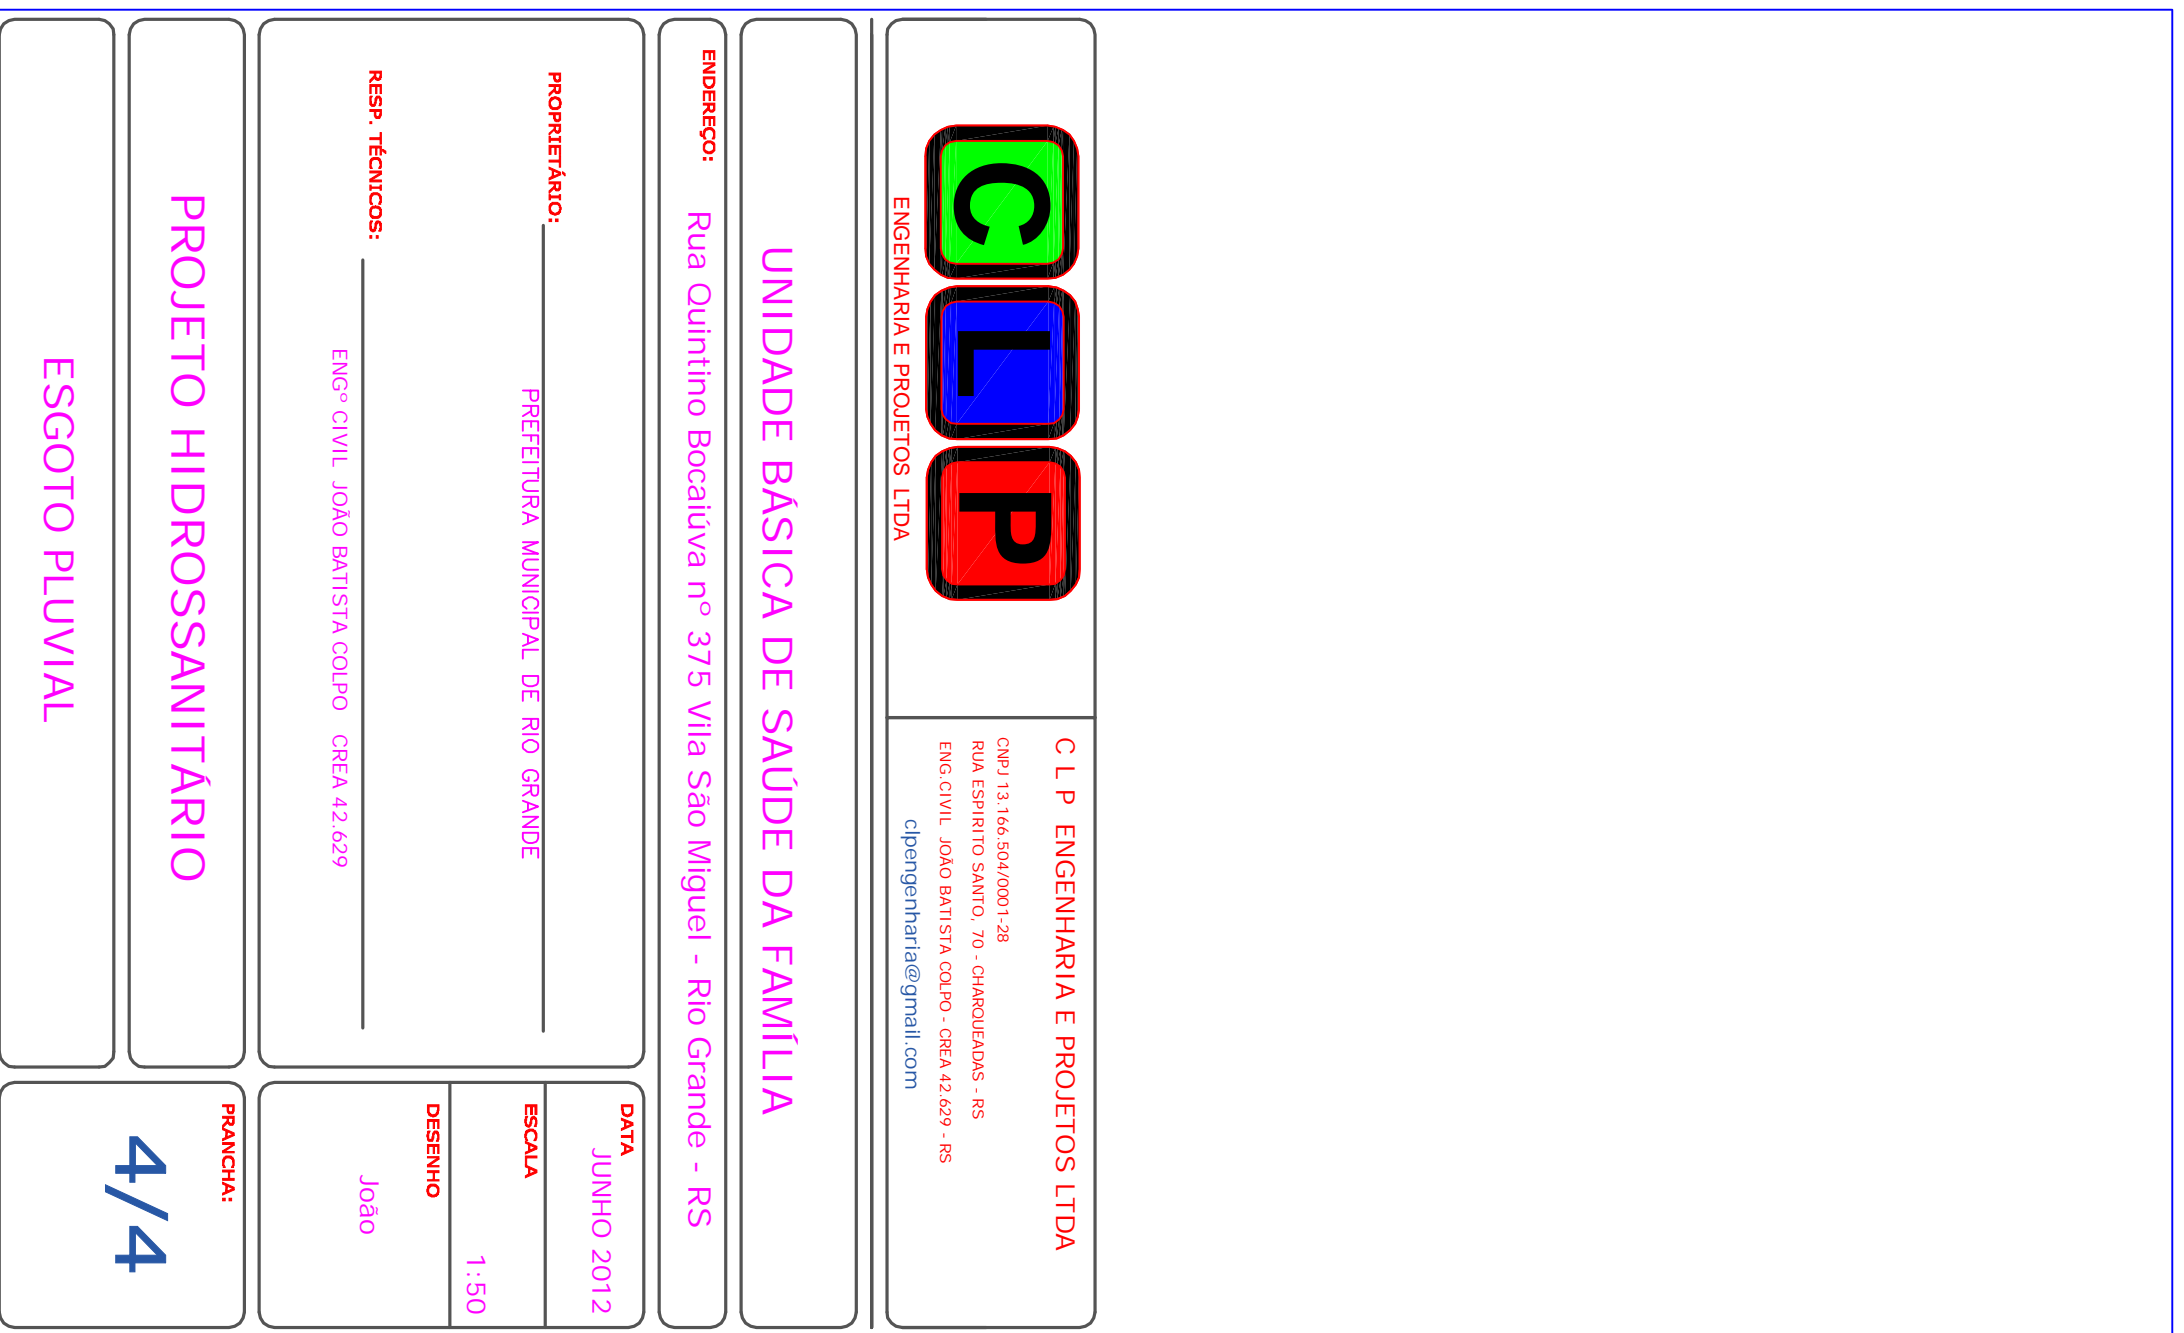 C L P
ENGENHARIA E PROJETOS LTDA
C L P ENGENHARIA E PROJETOS LTDA
CNPJ 13.166.504/0001-28
RUA ESPIRITO SANTO, 70 - CHARQUEADAS - RS
ENG.CIVIL JOÃO BATISTA COLPO - CREA 42.629 - RS
clpengenharia@gmail.com
UNIDADE BÁSICA DE SAÚDE DA FAMÍLIA
ENDEREÇO: Rua Quintino Bocaiúva nº 375 Vila São Miguel - Rio Grande - RS
PROPRIETÁRIO:
PREFEITURA MUNICIPAL DE RIO GRANDE
RESP. TÉCNICOS:
ENGº CIVIL JOÃO BATISTA COLPO CREA 42.629
DATA
JUNHO 2012
ESCALA
1:50
DESENHO
João
PROJETO HIDROSSANITÁRIO
ESGOTO PLUVIAL
PRANCHA:
4/4